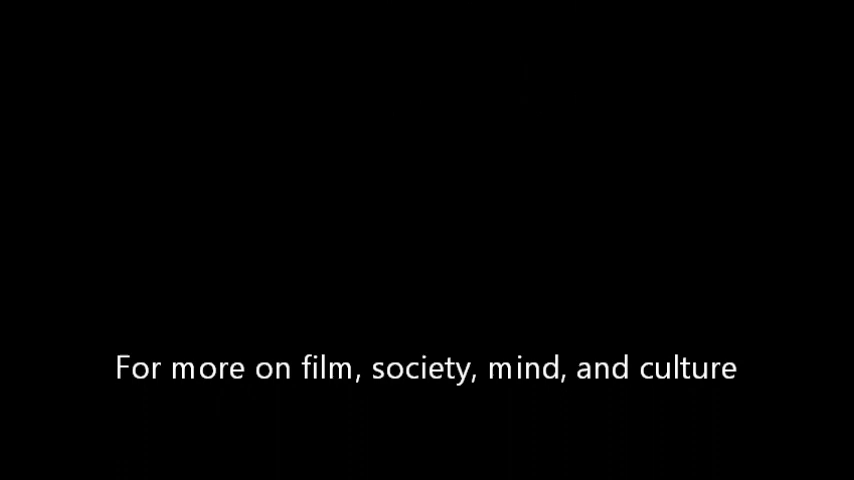 For more on film, society, mind, and culture